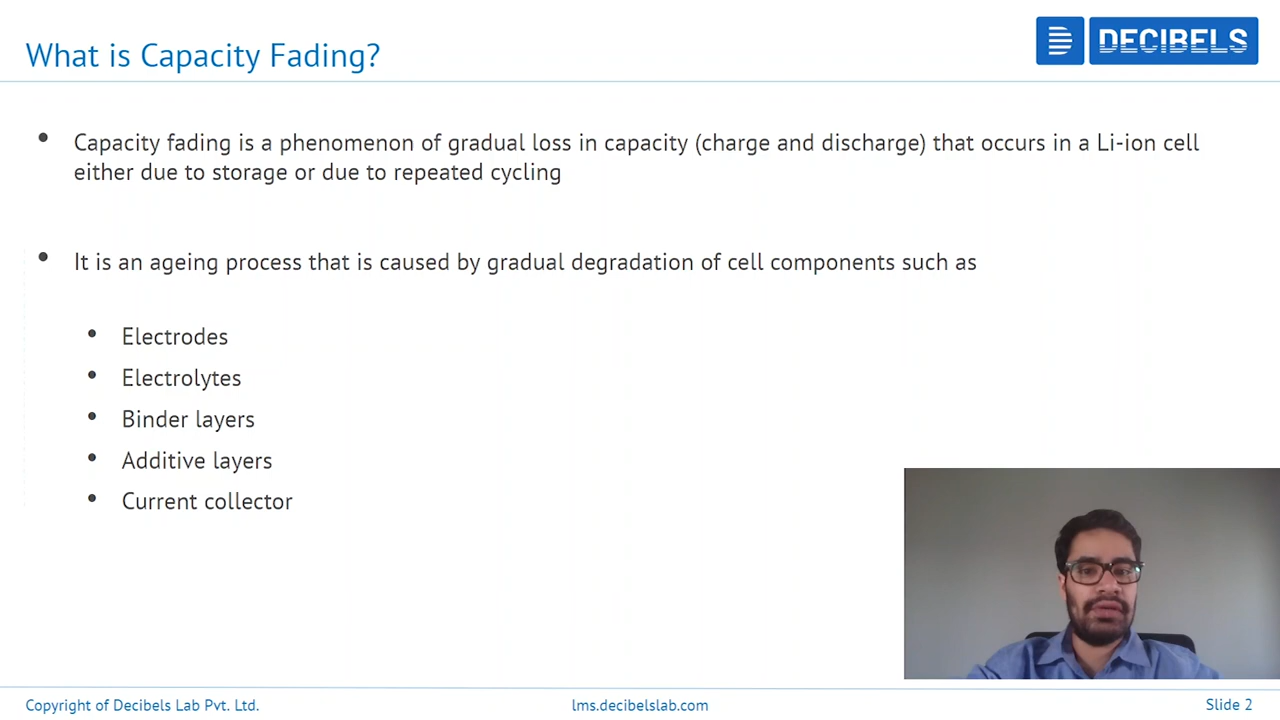 What is Capacity Fading?
DECIBELS
• Capacity fading is a phenomenon of gradual loss in capacity (charge and discharge) that occurs in a Li-ion cell
either due to storage or due to repeated cycling
• It is an ageing process that is caused by gradual degradation of cell components such as
• Electrodes
• Electrolytes
• Binder layers
• Additive layers
• Current collector
Copyright of Decibels Lab Pvt. Ltd.
lms.decibelslab.com
Slide 2